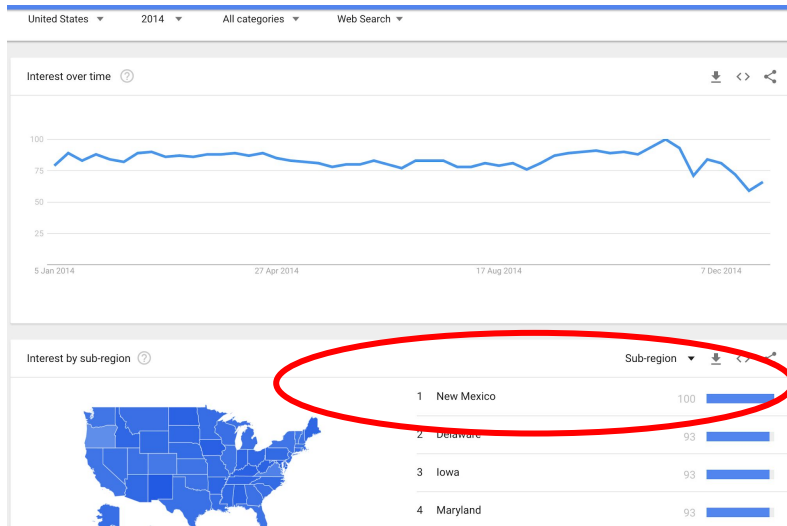 United States 2014 All categories Web Search
Interest over time ?
100
75
50
25
5 Jan 2014 27 Apr 2014 17 Aug 2014 7 Dec 2014
Interest by sub-region ? Sub-region
1 New Mexico 100
2 Delaware 93
3 Iowa 93
4 Maryland 93